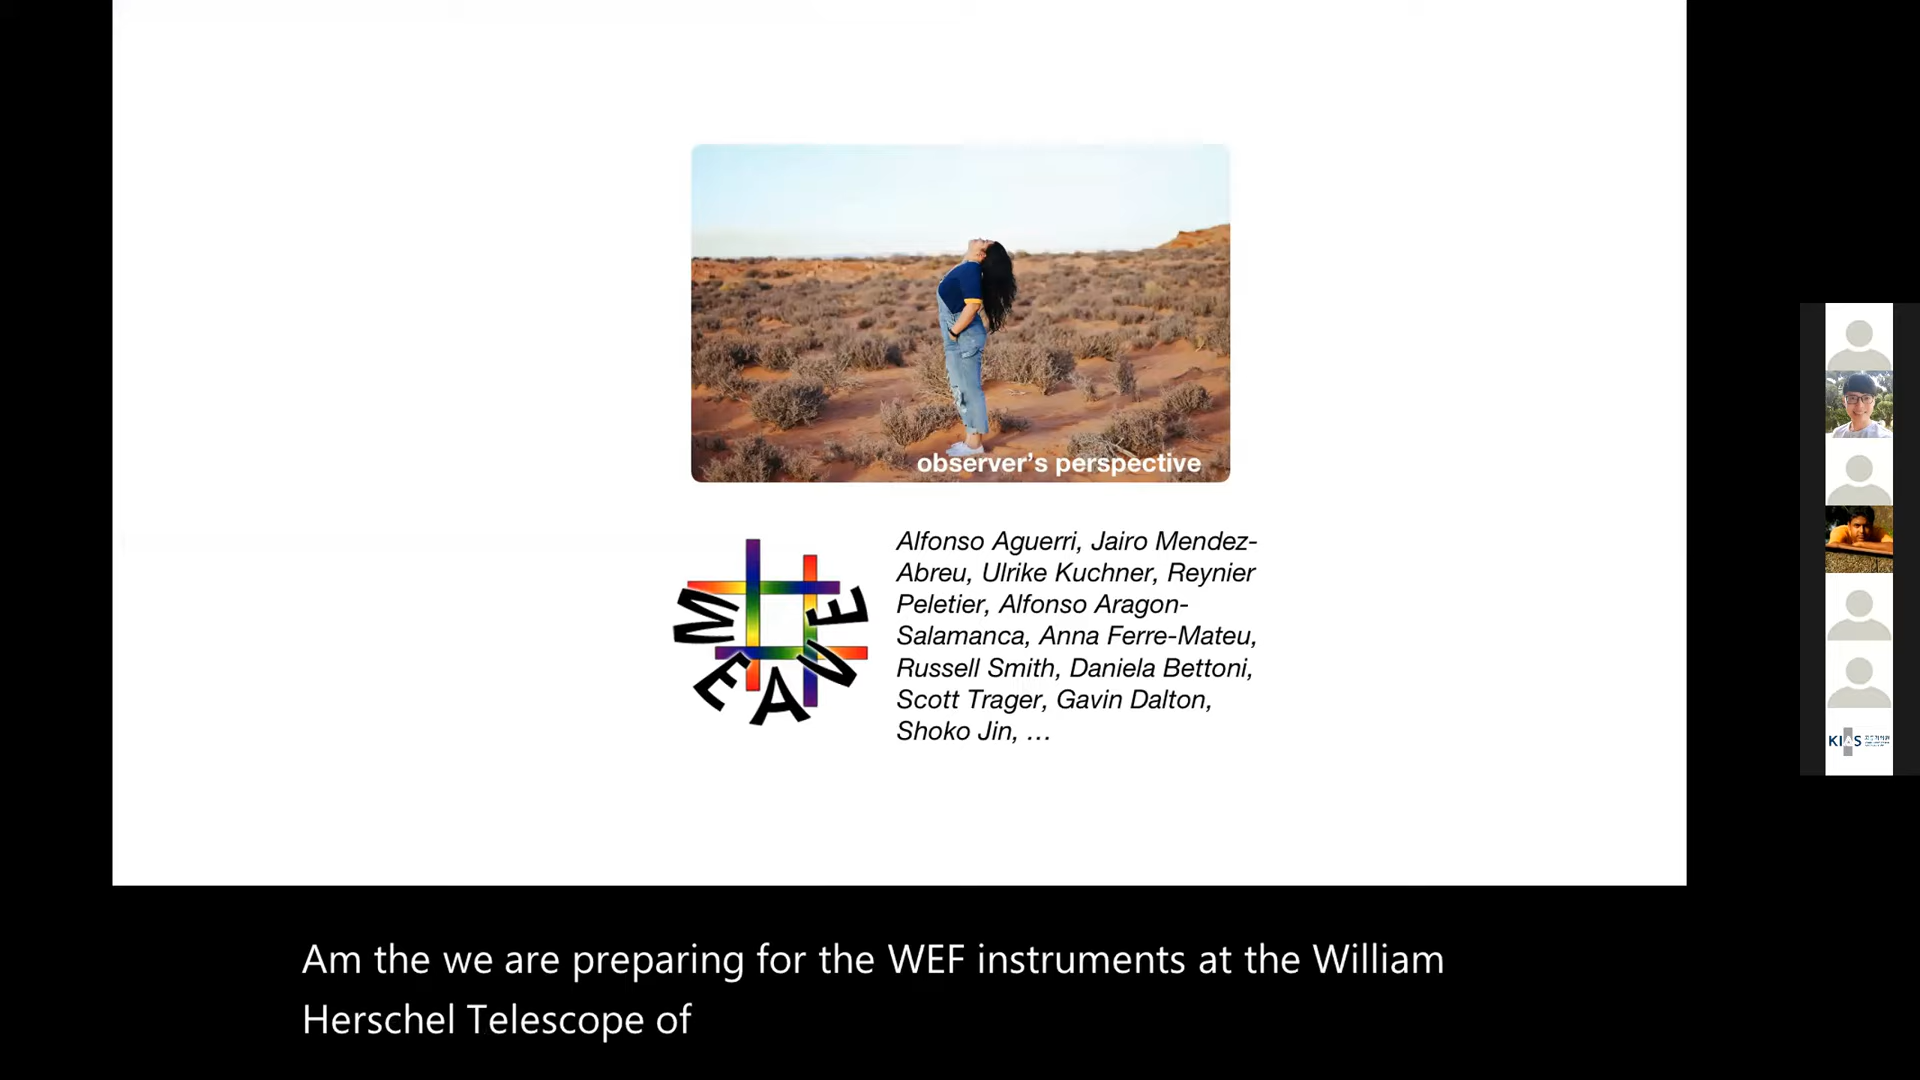 observer’s perspective
WEAVE
Alfonso Aguerri, Jairo Mendez-
Abreu, Ulrike Kuchner, Reynier
Peletier, Alfonso Aragon-
Salamanca, Anna Ferre-Mateu,
Russell Smith, Daniela Bettoni,
Scott Trager, Gavin Dalton,
Shoko Jin, …
KIAS
Am the we are preparing for the WEF instruments at the William
Herschel Telescope of